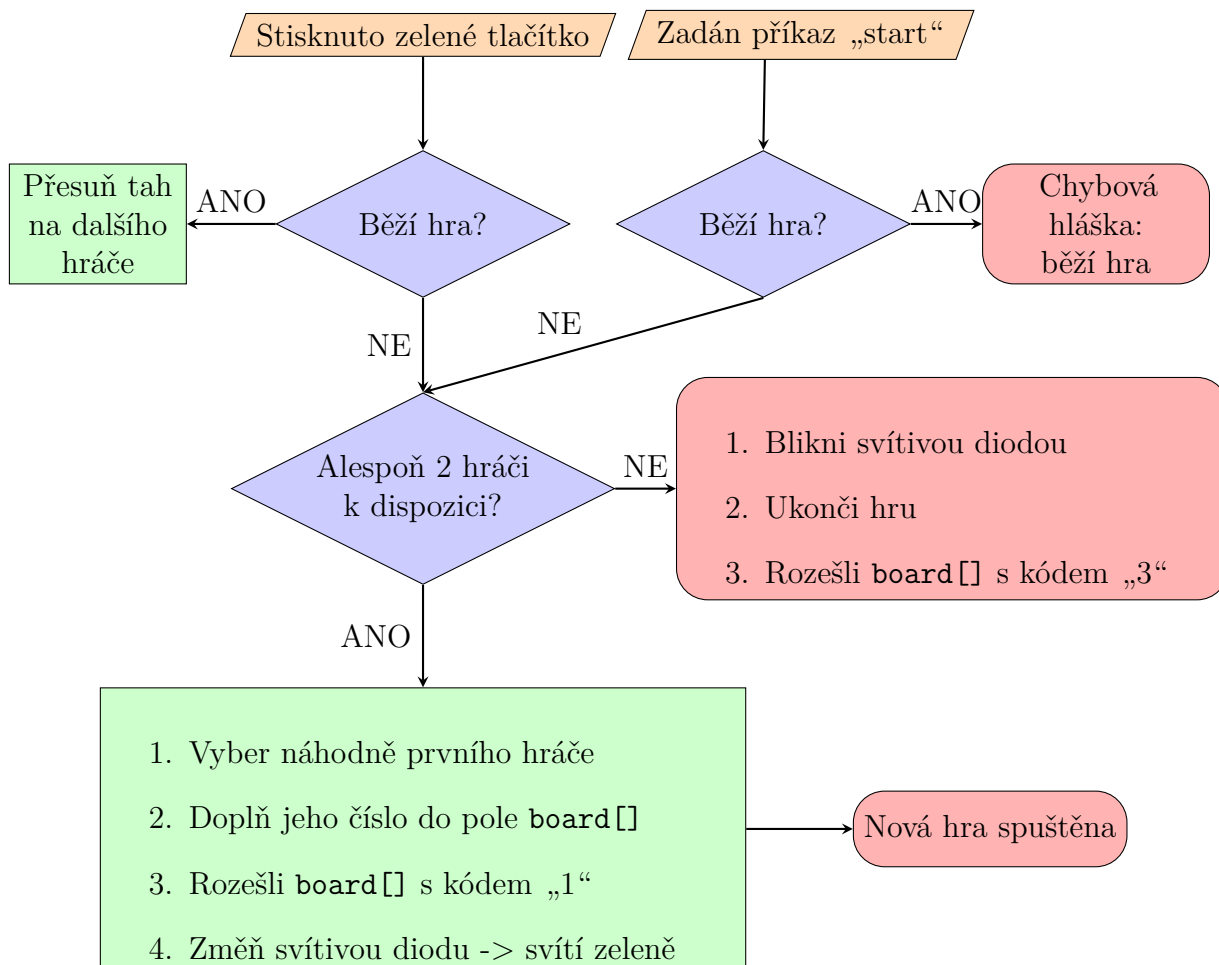 Stisknuto zelené tlačítko
Zadán příkaz „start“
Přesuň tah
na dalšího
hráče
ANO
Běží hra?
Běží hra?
ANO
Chybová
hláška:
běží hra
NE
NE
Alespoň 2 hráči
k dispozici?
NE
1. Blikni svítivou diodou
2. Ukonči hru
3. Rozešli board[] s kódem „3“
ANO
1. Vyber náhodně prvního hráče
2. Doplň jeho číslo do pole board[]
3. Rozešli board[] s kódem „1“
4. Změň svítivou diodu -> svítí zeleně
Nová hra spuštěna